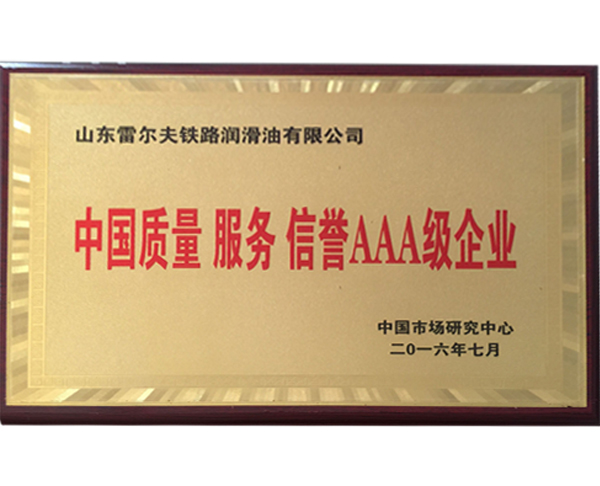 山东雷尔夫铁路润滑油有限公司
中国质量 服务 信誉AAA级企业
中国市场研究中心
二0一六年七月